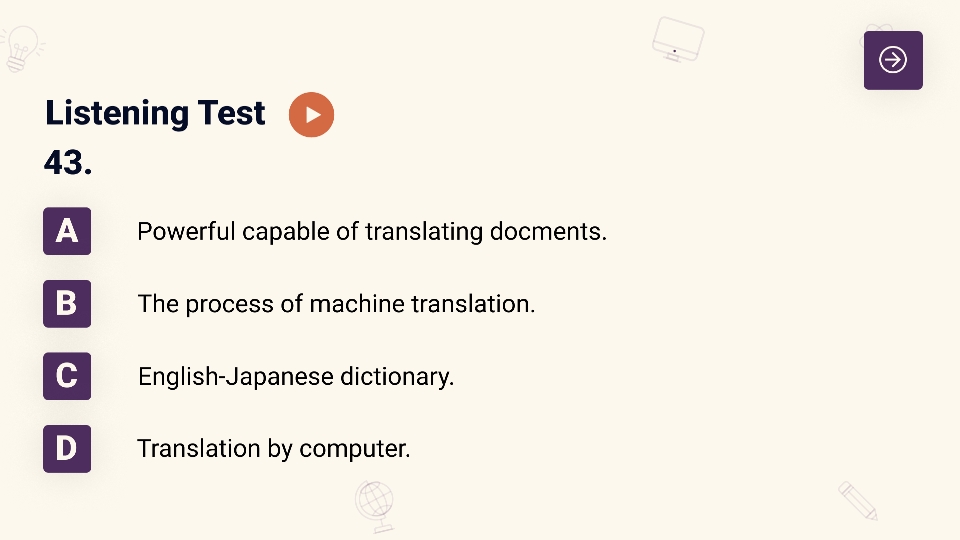 Listening Test
43.
A Powerful capable of translating docments.
B The process of machine translation.
C English-Japanese dictionary.
D Translation by computer.